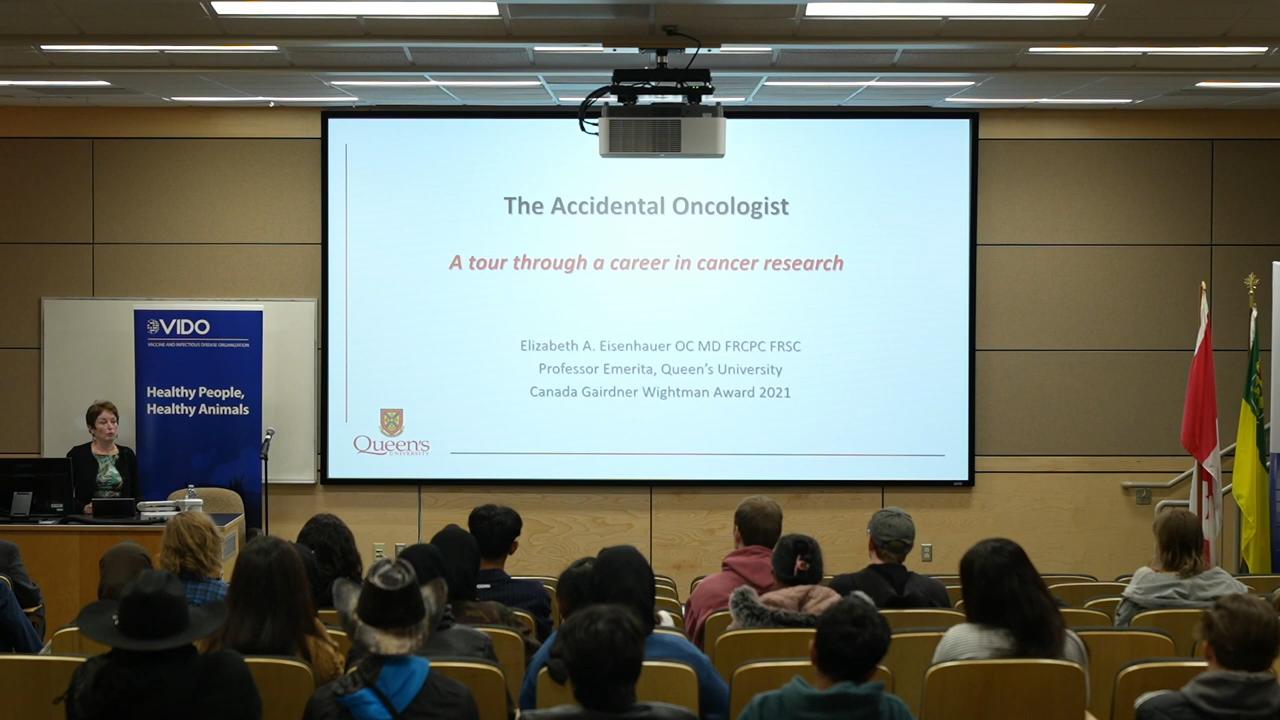 The Accidental Oncologist
A tour through a career in cancer research
Elizabeth A. Eisenhauer OC MD FRCPC FRSC
Professor Emerita, Queen's University
Canada Gairdner Wightman Award 2021
Queen's
UNIVERSITY
VIDO
VACCINE AND INFECTIOUS DISEASE ORGANIZATION
Healthy People,
Healthy Animals